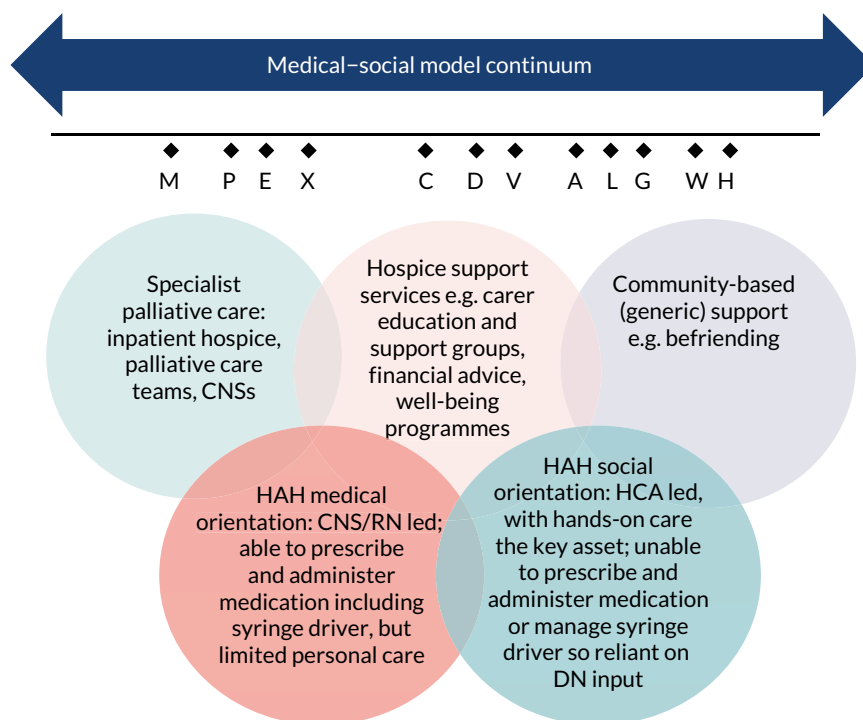 Medical–social model continuum
M P E X C D V A L G W H
Specialist
palliative care:
inpatient hospice,
palliative care
teams, CNSs
Hospice support
services e.g. carer
education and
support groups,
financial advice,
well-being
programmes
Community-based
(generic) support
e.g. befriending
HAH medical
orientation: CNS/RN led;
able to prescribe
and administer
medication including
syringe driver, but
limited personal care
HAH social
orientation: HCA led,
with hands-on care
the key asset; unable
to prescribe and
administer medication
or manage syringe
driver so reliant on
DN input